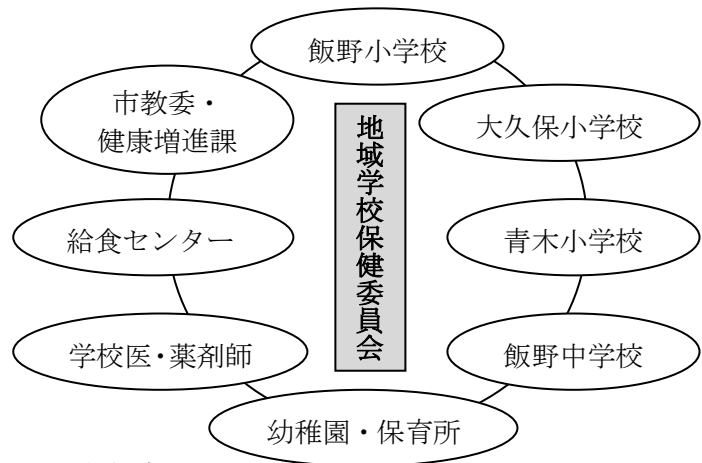 飯野小学校
市教委・
健康増進課
大久保小学校
地域学校保健委員会
給食センター
青木小学校
学校医・薬剤師
飯野中学校
幼稚園・保育所